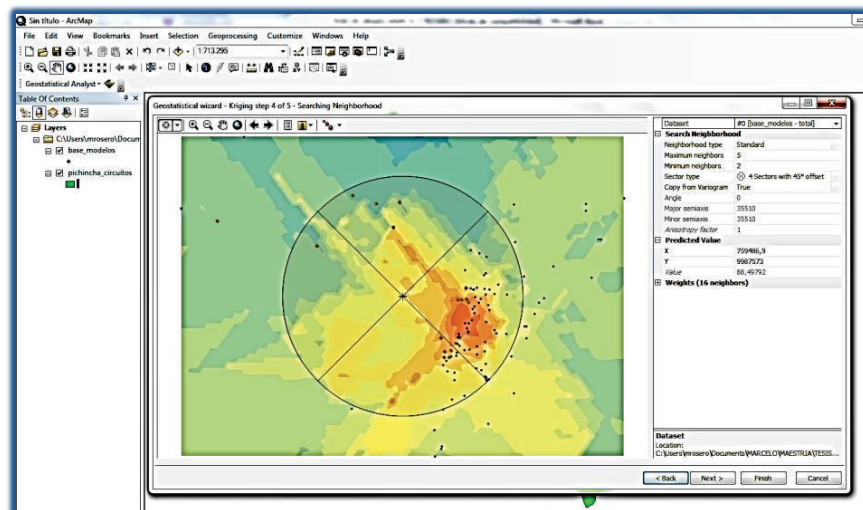 Sin título - ArcMap
File Edit View Bookmarks Insert Selection Geoprocessing Customize Windows Help
1:713.295
Geostatistical Analyst
Table Of Contents
Layers
C:\Users\mrosero\Docum
base_modelos
pichincha_circuitos
Geostatistical wizard - Kriging step 4 of 5 - Searching Neighborhood
Dataset #0 [base_modelos - total]
Search Neighborhood
Neighborhood type Standard
Maximum neighbors 5
Minimum neighbors 2
Sector type 4 Sectors with 45° offset
Copy from Variogram True
Angle 0
Major semiaxis 35510
Minor semiaxis 35510
Anisotropy factor 1
Predicted Value
X 759486,9
Y 9987573
Value 88,49792
Weights (16 neighbors)
Dataset
Location:
C:\Users\mrosero\Documents\MARCELO\MAESTRIA\TESIS...
< Back Next > Finish Cancel